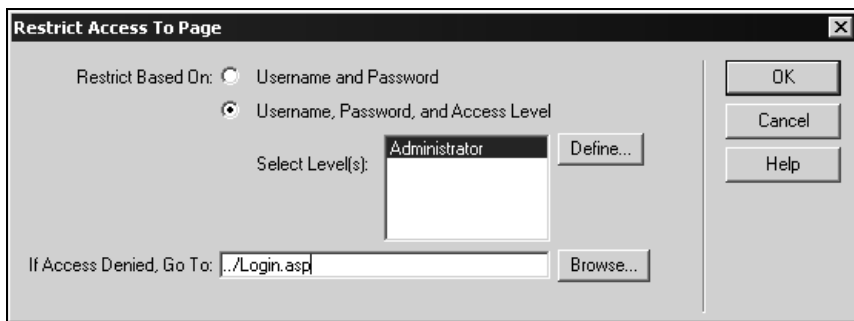 Restrict Access To Page
Restrict Based On: Username and Password
Username, Password, and Access Level
Select Level(s): Administrator Define...
If Access Denied, Go To: ../Login.asp Browse...
OK
Cancel
Help